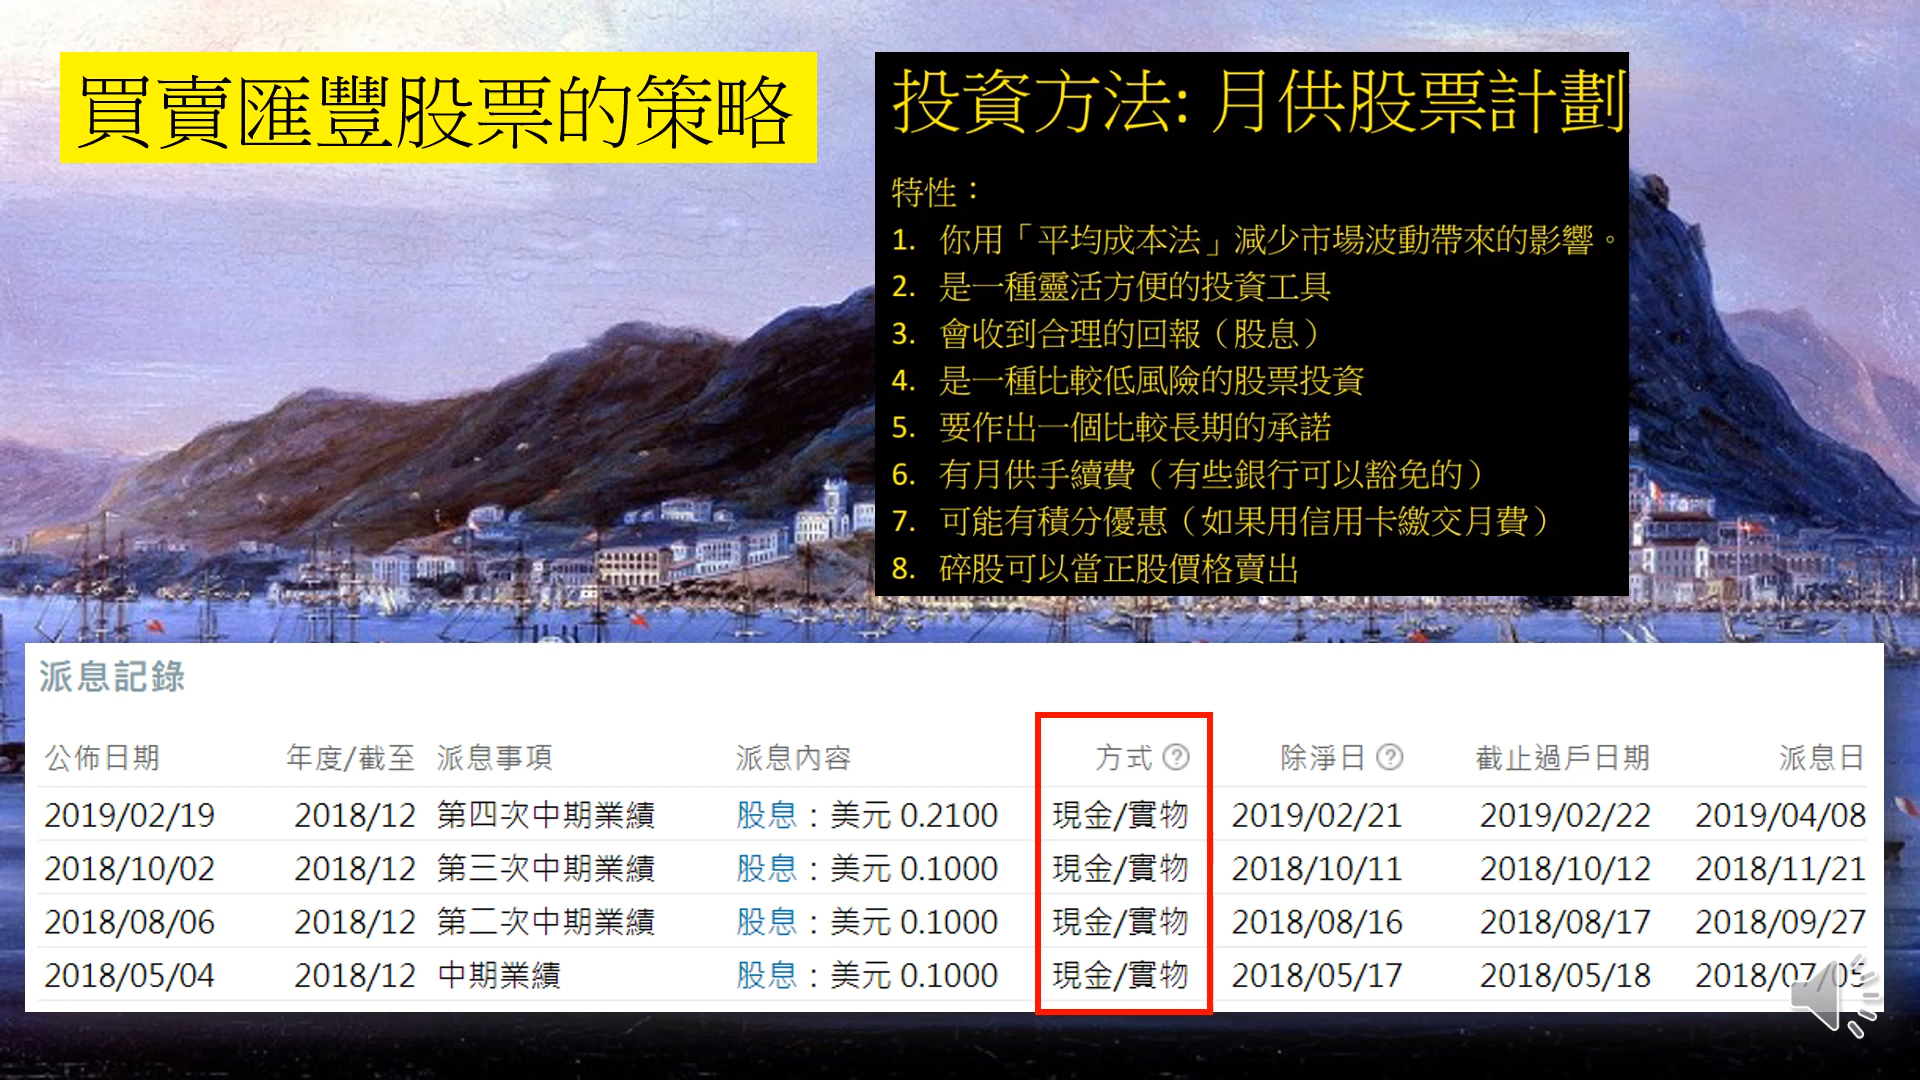 買賣匯豐股票的策略
投資方法: 月供股票計劃
特性：
1. 你用「平均成本法」減少市場波動帶來的影響。
2. 是一種靈活方便的投資工具
3. 會收到合理的回報（股息）
4. 是一種比較低風險的股票投資
5. 要作出一個比較長期的承諾
6. 有月供手續費（有些銀行可以豁免的）
7. 可能有積分優惠（如果用信用卡繳交月費）
8. 碎股可以當正股價格賣出
派息記錄
公佈日期 年度/截至 派息事項 派息內容 方式 ? 除淨日 ? 截止過戶日期 派息日
2019/02/19 2018/12 第四次中期業績 股息：美元 0.2100 現金/實物 2019/02/21 2019/02/22 2019/04/08
2018/10/02 2018/12 第三次中期業績 股息：美元 0.1000 現金/實物 2018/10/11 2018/10/12 2018/11/21
2018/08/06 2018/12 第二次中期業績 股息：美元 0.1000 現金/實物 2018/08/16 2018/08/17 2018/09/27
2018/05/04 2018/12 中期業績 股息：美元 0.1000 現金/實物 2018/05/17 2018/05/18 2018/07/05